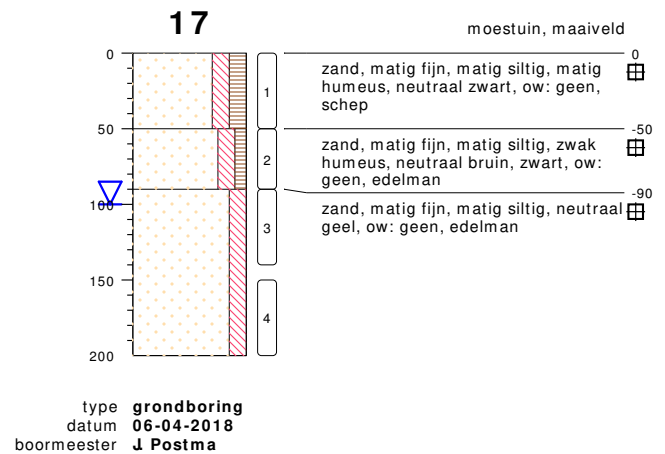 17
moestuin, maaiveld
0
50
100
150
200
1
2
3
4
0
zand, matig fijn, matig siltig, matig
humeus, neutraal zwart, ow: geen,
schep
-50
zand, matig fijn, matig siltig, zwak
humeus, neutraal bruin, zwart, ow:
geen, edelman
-90
zand, matig fijn, matig siltig, neutraal
geel, ow: geen, edelman
type grondboring
datum 06-04-2018
boormeester J. Postma